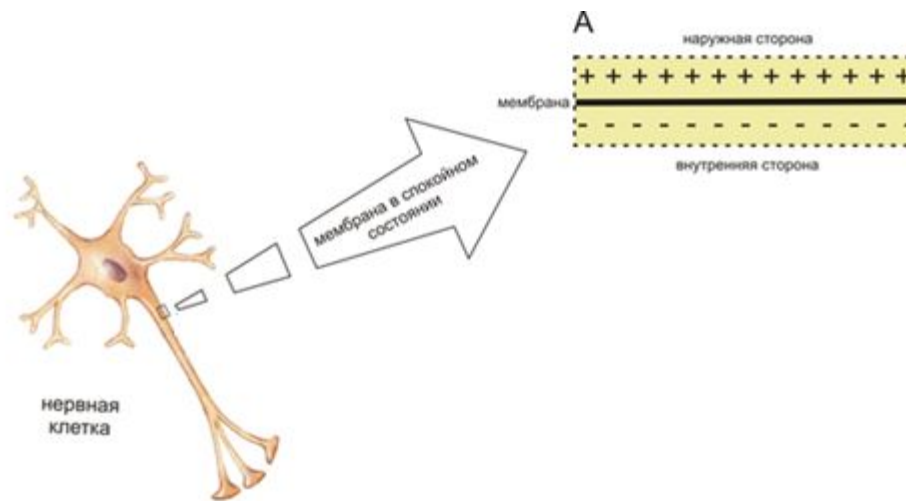 А
наружная сторона
+ + + + + + + + + + + + +
мембрана
- - - - - - - - - - - - -
внутренняя сторона
мембрана в спокойном
состоянии
нервная
клетка